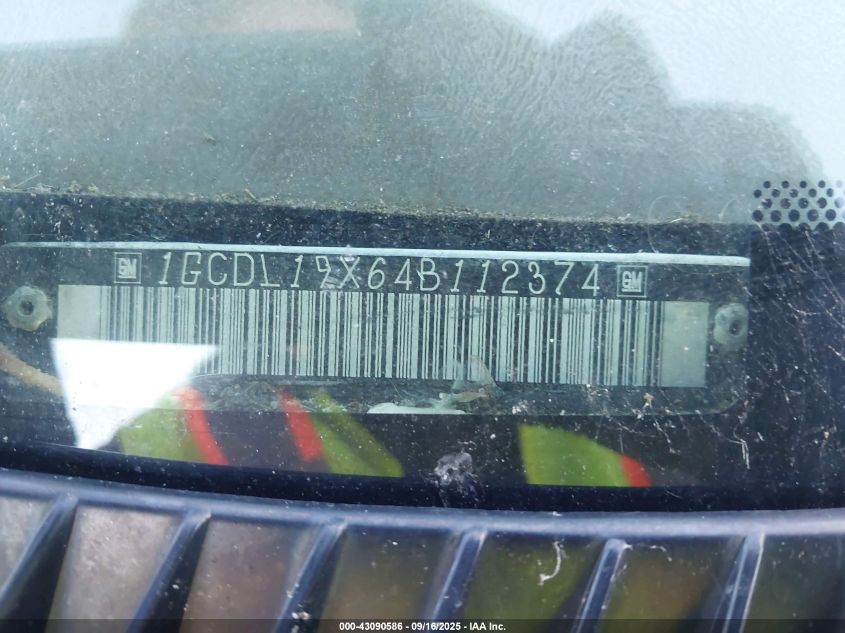 GM 1GCDL19X64B112374 GM
000-43090586 - 09/16/2025 - IAA Inc.